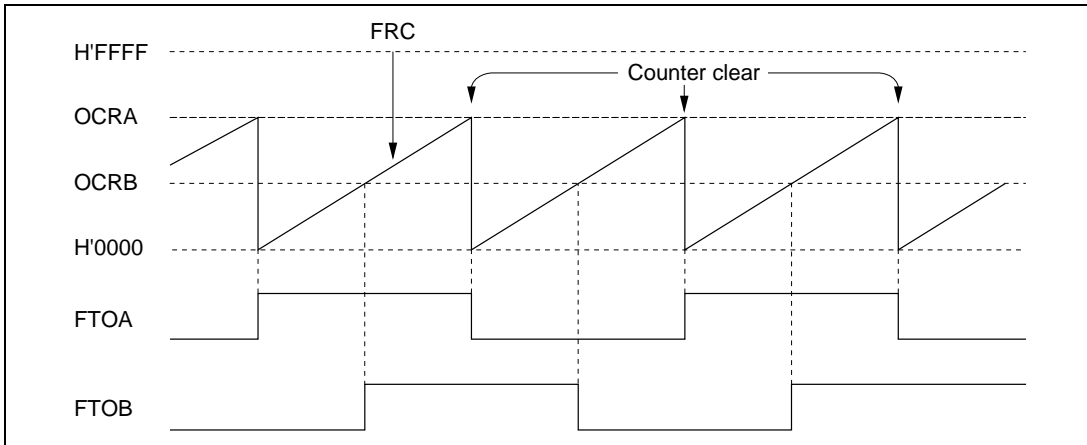 FRC
H'FFFF
Counter clear
OCRA
OCRB
H'0000
FTOA
FTOB